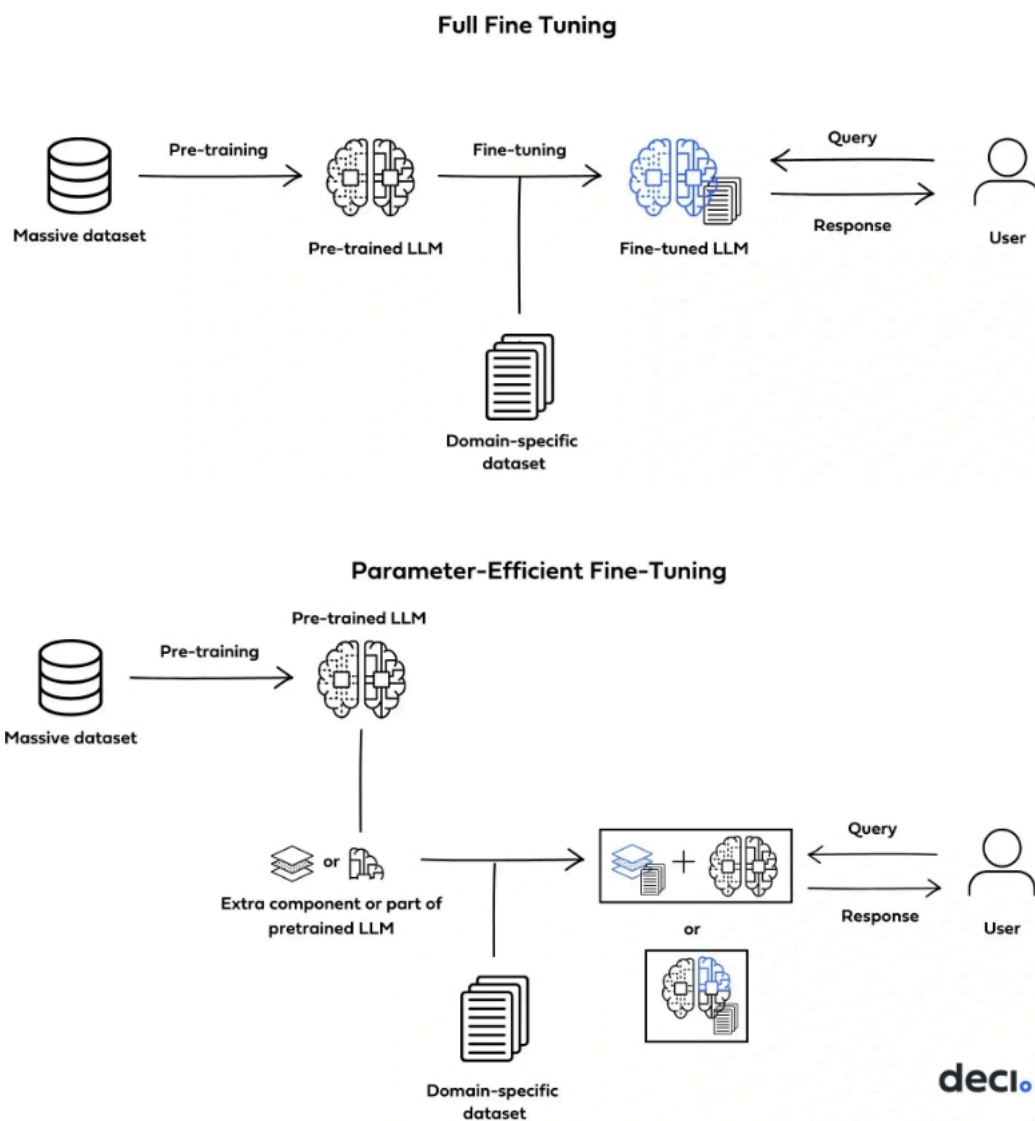 Full Fine Tuning
Pre-training
Fine-tuning
Query
Response
Massive dataset
Pre-trained LLM
Fine-tuned LLM
User
Domain-specific
dataset
Parameter-Efficient Fine-Tuning
Pre-trained LLM
Pre-training
Massive dataset
or
Extra component or part of
pretrained LLM
Query
Response
or
User
Domain-specific
dataset
deci.